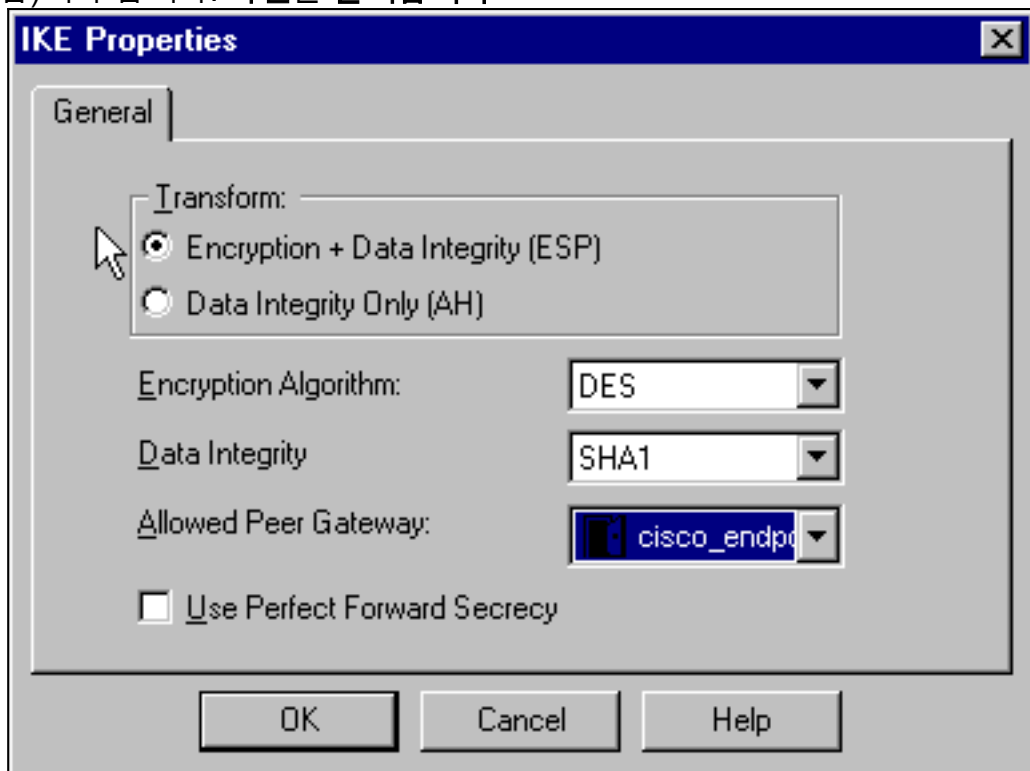 IKE Properties
General
Transform:
Encryption + Data Integrity (ESP)
Data Integrity Only (AH)
Encryption Algorithm:
DES
Data Integrity
SHA1
Allowed Peer Gateway:
cisco_endpo
Use Perfect Forward Secrecy
OK Cancel Help